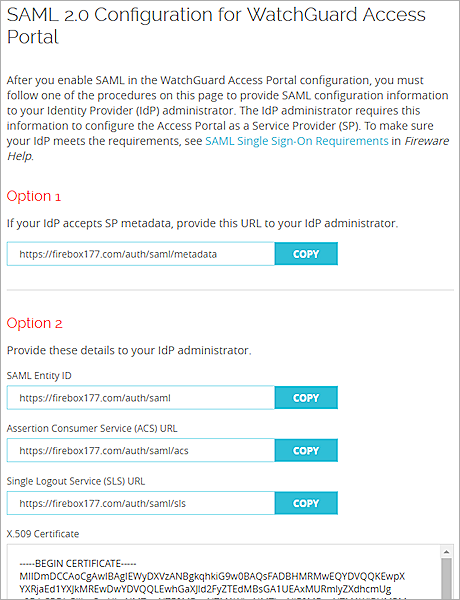 SAML 2.0 Configuration for WatchGuard Access
Portal
After you enable SAML in the WatchGuard Access Portal configuration, you must
follow one of the procedures on this page to provide SAML configuration information
to your Identity Provider (IdP) administrator. The IdP administrator requires this
information to configure the Access Portal as a Service Provider (SP). To make sure
your IdP meets the requirements, see SAML Single Sign-On Requirements in Fireware
Help.
Option 1
If your IdP accepts SP metadata, provide this URL to your IdP administrator.
https://firebox177.com/auth/saml/metadata COPY
Option 2
Provide these details to your IdP administrator.
SAML Entity ID
https://firebox177.com/auth/saml COPY
Assertion Consumer Service (ACS) URL
https://firebox177.com/auth/saml/acs COPY
Single Logout Service (SLS) URL
https://firebox177.com/auth/saml/sls COPY
X.509 Certificate
-----BEGIN CERTIFICATE-----
MIIDmDCCAoCgAwIBAgIEWyDXVzANBgkqhkiG9w0BAQsFADBHMRMwEQYDVQQKEwpX
YXRjaEd1YXJkMREwDwYDVQQLEwhGaXJld2FyZTEdMBsGA1UEAxMURmlyZXdhcmUg